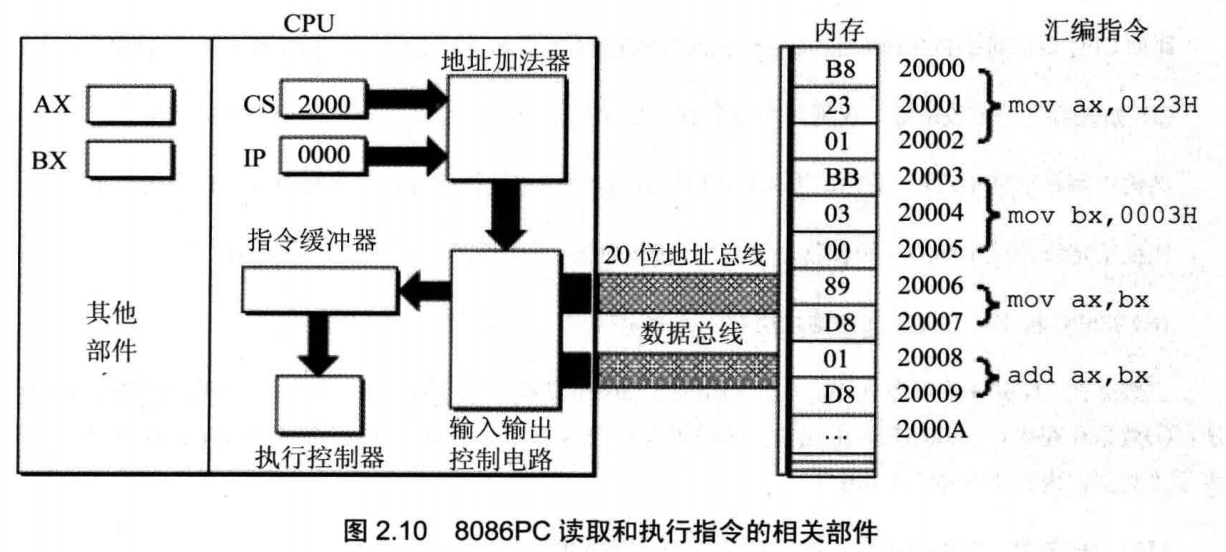 CPU
内存
汇编指令
地址加法器
AX
BX
CS 2000
IP 0000
指令缓冲器
其他
部件
执行控制器
输入输出
控制电路
20 位地址总线
数据总线
B8 20000
23 20001
01 20002
mov ax,0123H
BB 20003
03 20004
00 20005
mov bx,0003H
89 20006
D8 20007
mov ax,bx
01 20008
D8 20009
add ax,bx
… 2000A
图 2.10 8086PC 读取和执行指令的相关部件